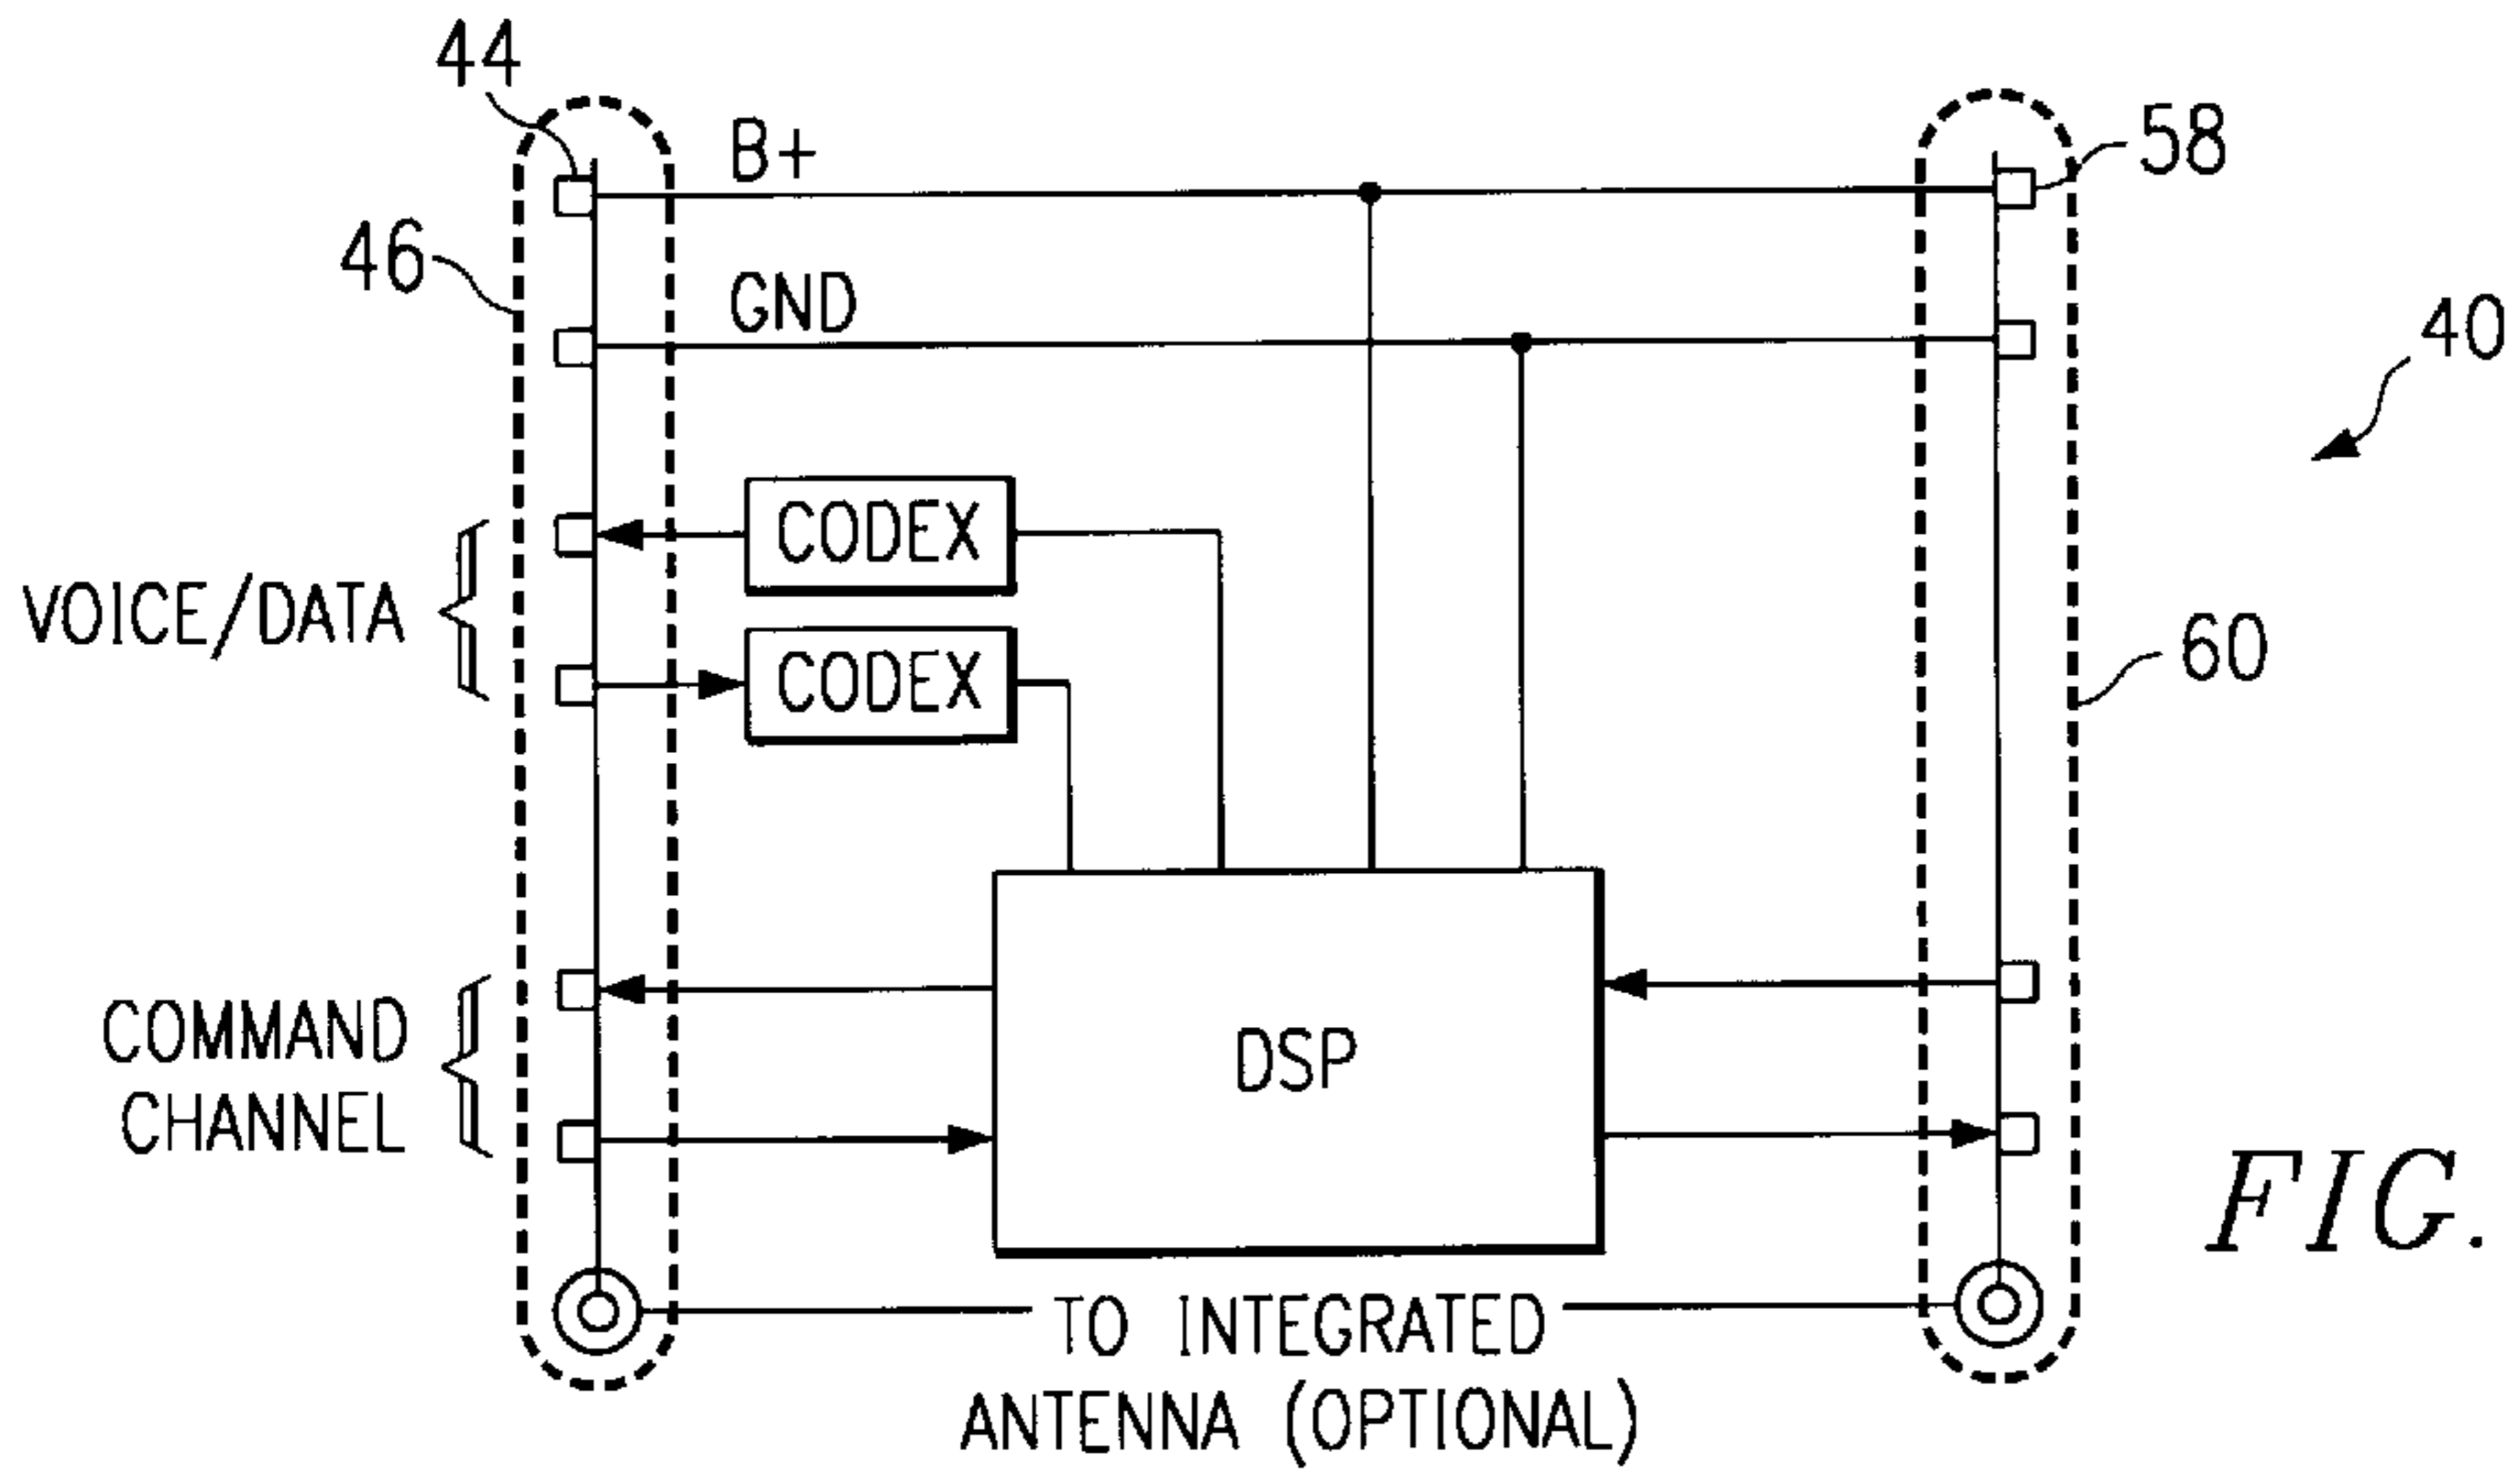 44
B+
58
46
GND
40
CODEX
VOICE/DATA
CODEX
60
COMMAND
CHANNEL
DSP
FIG.
TO INTEGRATED
ANTENNA (OPTIONAL)